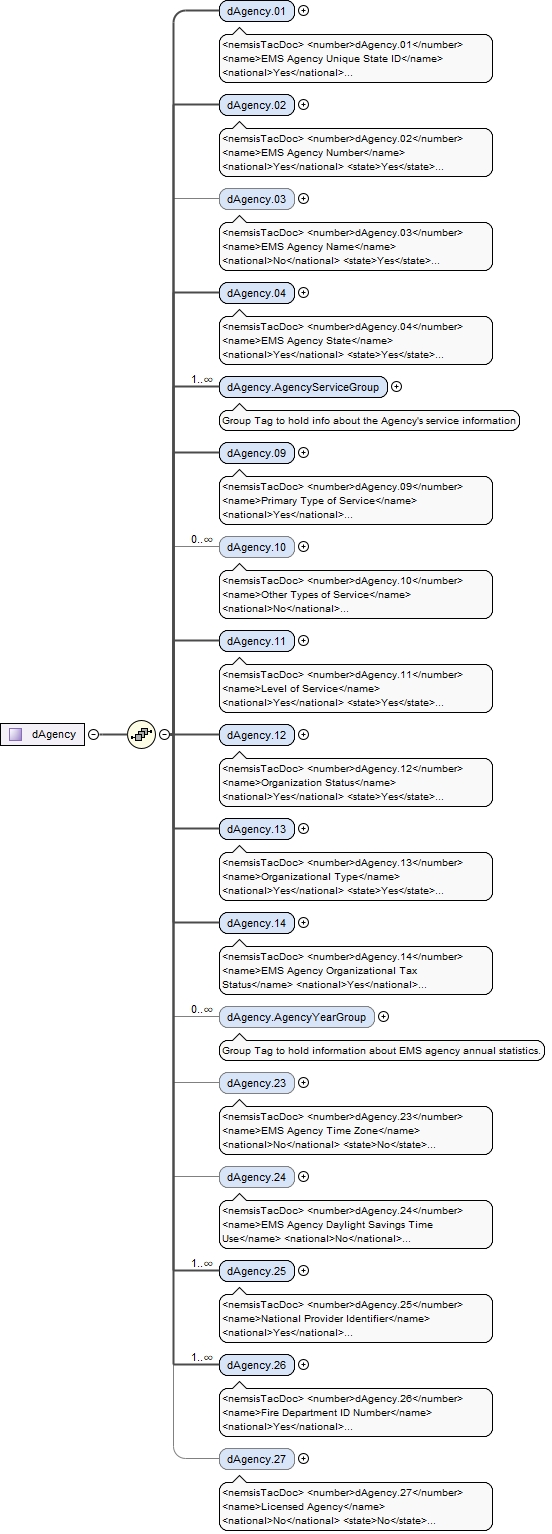 dAgency.01
<nemsisTacDoc> <number>dAgency.01</number>
<name>EMS Agency Unique State ID</name>
<national>Yes</national>...
dAgency.02
<nemsisTacDoc> <number>dAgency.02</number>
<name>EMS Agency Number</name>
<national>Yes</national> <state>Yes</state>...
dAgency.03
<nemsisTacDoc> <number>dAgency.03</number>
<name>EMS Agency Name</name>
<national>No</national> <state>Yes</state>...
dAgency.04
<nemsisTacDoc> <number>dAgency.04</number>
<name>EMS Agency State</name>
<national>Yes</national> <state>Yes</state>...
1..∞
dAgency.AgencyServiceGroup
Group Tag to hold info about the Agency's service information
dAgency.09
<nemsisTacDoc> <number>dAgency.09</number>
<name>Primary Type of Service</name>
<national>Yes</national>...
0..∞
dAgency.10
<nemsisTacDoc> <number>dAgency.10</number>
<name>Other Types of Service</name>
<national>No</national>...
dAgency.11
<nemsisTacDoc> <number>dAgency.11</number>
<name>Level of Service</name>
<national>Yes</national> <state>Yes</state>...
dAgency
dAgency.12
<nemsisTacDoc> <number>dAgency.12</number>
<name>Organization Status</name>
<national>Yes</national> <state>Yes</state>...
dAgency.13
<nemsisTacDoc> <number>dAgency.13</number>
<name>Organizational Type</name>
<national>Yes</national> <state>Yes</state>...
dAgency.14
<nemsisTacDoc> <number>dAgency.14</number>
<name>EMS Agency Organizational Tax
Status</name> <national>Yes</national>...
0..∞
dAgency.AgencyYearGroup
Group Tag to hold information about EMS agency annual statistics.
dAgency.23
<nemsisTacDoc> <number>dAgency.23</number>
<name>EMS Agency Time Zone</name>
<national>No</national> <state>No</state>...
dAgency.24
<nemsisTacDoc> <number>dAgency.24</number>
<name>EMS Agency Daylight Savings Time
Use</name> <national>No</national>...
1..∞
dAgency.25
<nemsisTacDoc> <number>dAgency.25</number>
<name>National Provider Identifier</name>
<national>Yes</national>...
1..∞
dAgency.26
<nemsisTacDoc> <number>dAgency.26</number>
<name>Fire Department ID Number</name>
<national>Yes</national>...
dAgency.27
<nemsisTacDoc> <number>dAgency.27</number>
<name>Licensed Agency</name>
<national>No</national> <state>No</state>...